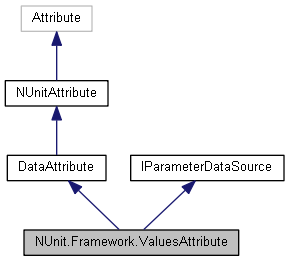 Attribute
NUnitAttribute
DataAttribute
IParameterDataSource
NUnit.Framework.ValuesAttribute